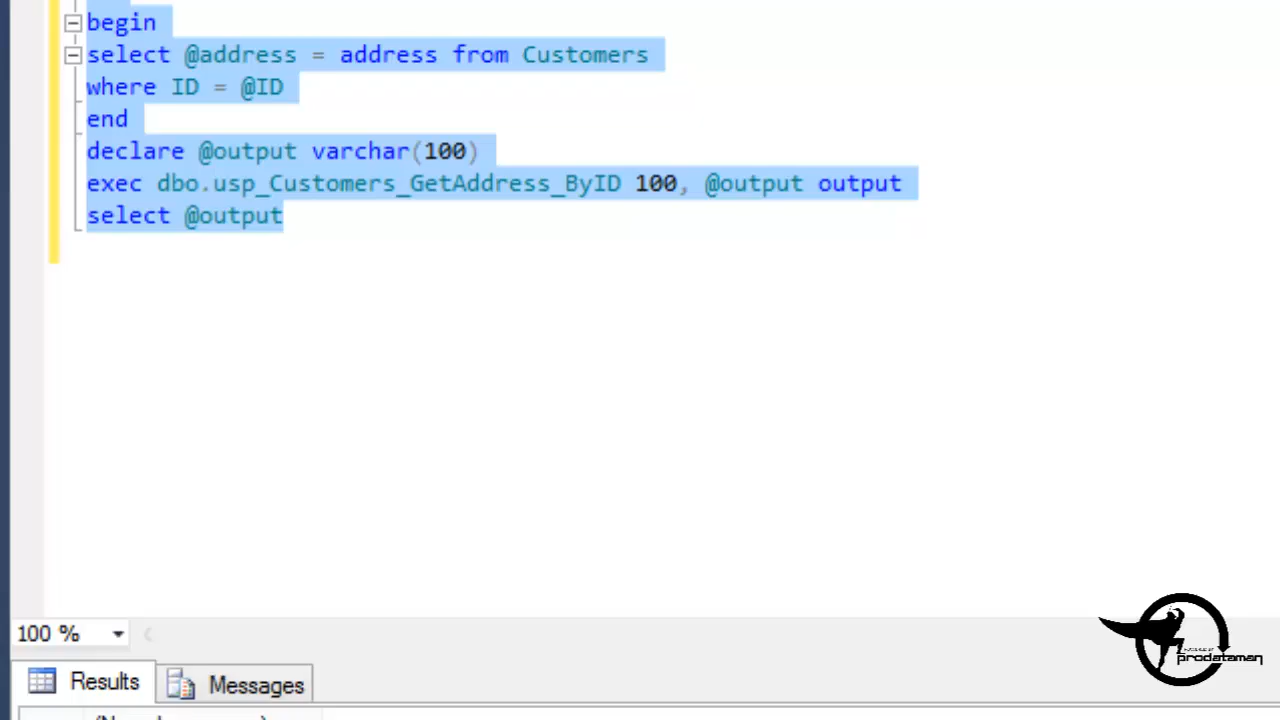 begin
select @address = address from Customers
where ID = @ID
end
declare @output varchar(100)
exec dbo.usp_Customers_GetAddress_ByID 100, @output output
select @output
100 %
Results Messages
prodataman